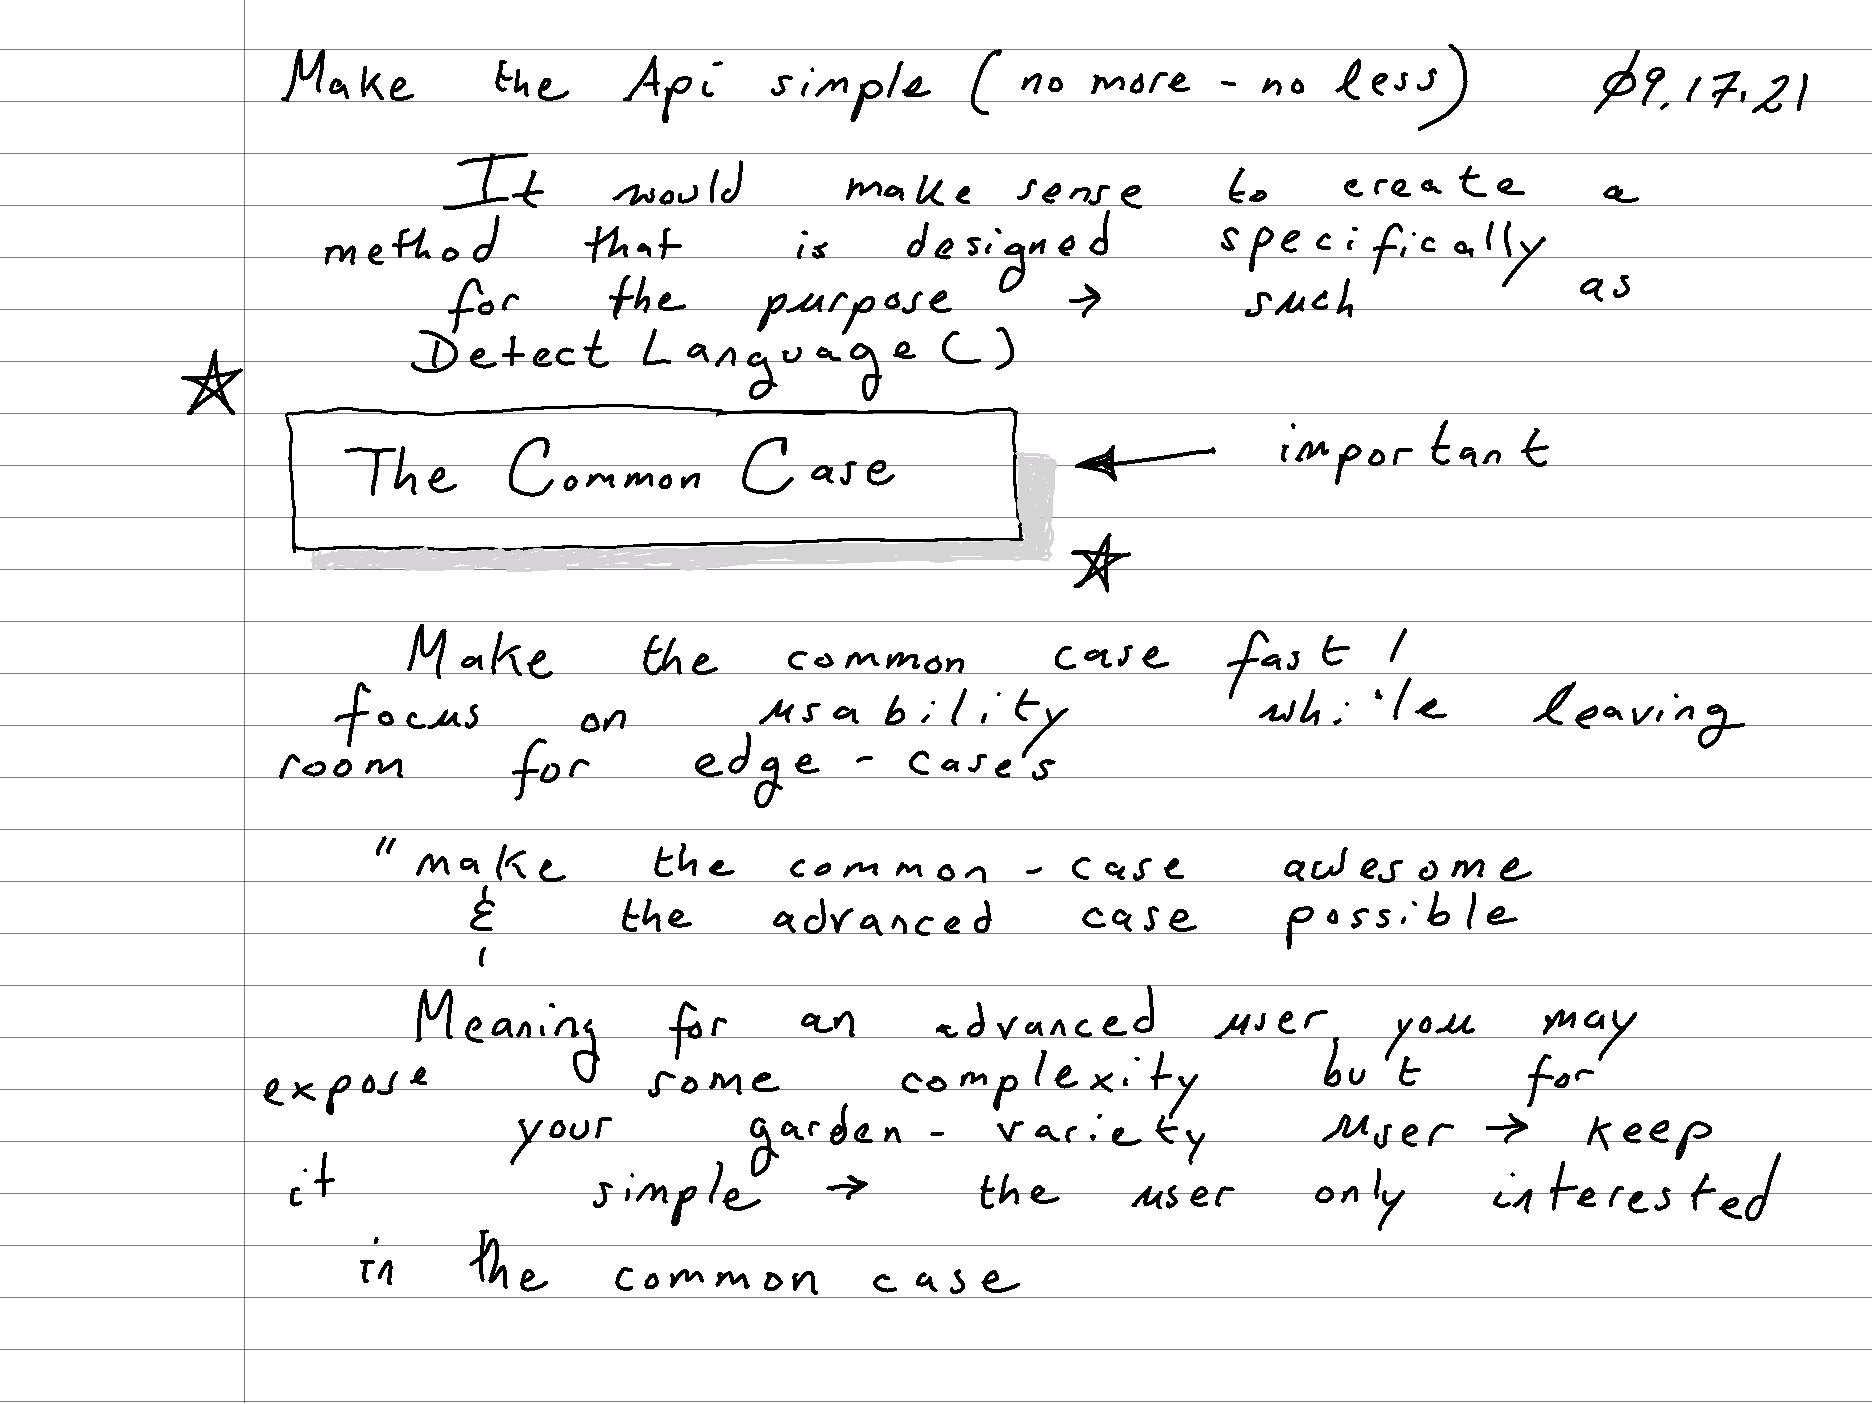 Make the Api simple (no more - no less) 09.17.21
It would make sense to create a
method that is designed specifically
for the purpose → such as
Detect Language ( )
The Common Case ← important
Make the common case fast /
focus on usability while leaving
room for edge - case's
"make the common - case awesome
& the advanced case possible
Meaning for an advanced user, you may
expose some complexity but for
your garden - variety user → keep
it simple → the user only interested
in the common case